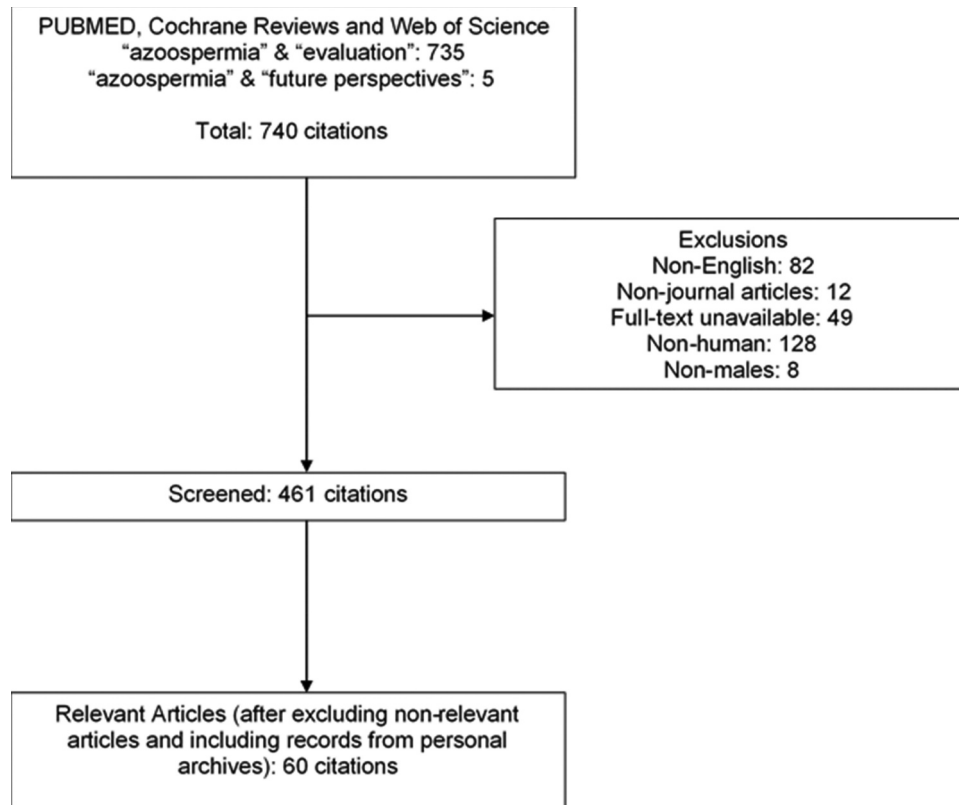 PUBMED, Cochrane Reviews and Web of Science
“azoospermia” & “evaluation”: 735
“azoospermia” & “future perspectives”: 5
Total: 740 citations
Exclusions
Non-English: 82
Non-journal articles: 12
Full-text unavailable: 49
Non-human: 128
Non-males: 8
Screened: 461 citations
Relevant Articles (after excluding non-relevant
articles and including records from personal
archives): 60 citations